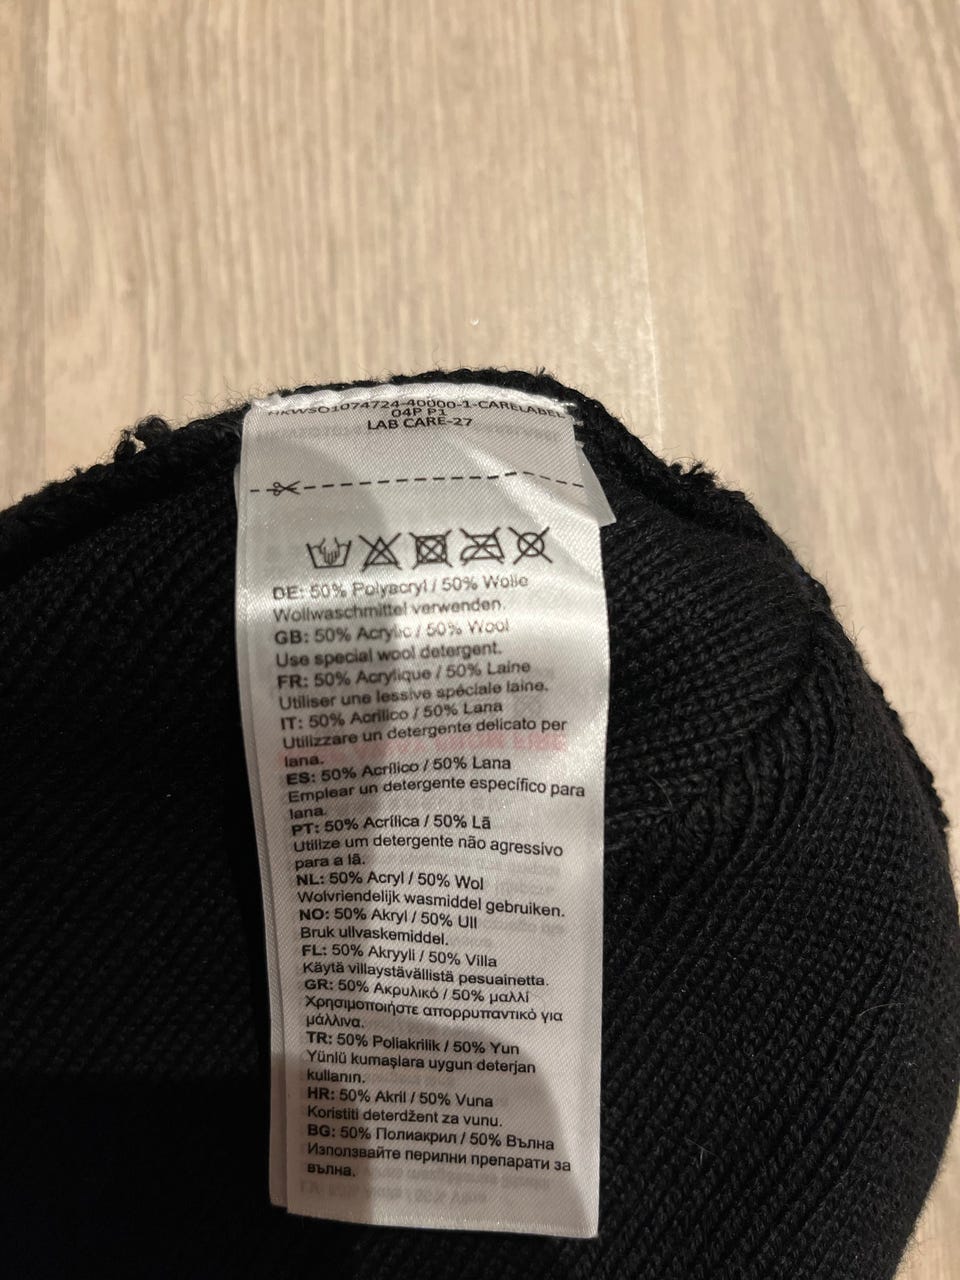 HKWSO1074724-40000-1-CARELABEL
04P P1
LAB CARE-27
DE: 50% Polyacryl / 50% Wolle
Wollwaschmittel verwenden.
GB: 50% Acrylic / 50% Wool
Use special wool detergent.
FR: 50% Acrylique / 50% Laine
Utiliser une lessive spéciale laine.
IT: 50% Acrilico / 50% Lana
Utilizzare un detergente delicato per
lana.
ES: 50% Acrílico / 50% Lana
Emplear un detergente específico para
lana.
PT: 50% Acrílica / 50% Lã
Utilize um detergente não agressivo
para a lã.
NL: 50% Acryl / 50% Wol
Wolvriendelijk wasmiddel gebruiken.
NO: 50% Akryl / 50% Ull
Bruk ullvaskemiddel.
FL: 50% Akryyli / 50% Villa
Käytä villaystävällistä pesuainetta.
GR: 50% Ακρυλικό / 50% μαλλί
Χρησιμοποιήστε απορρυπαντικό για
μάλλινα.
TR: 50% Poliakrilik / 50% Yun
Yünlü kumaşlara uygun deterjan
kullanın.
HR: 50% Akril / 50% Vuna
Koristiti deterdžent za vunu.
BG: 50% Полиакрил / 50% Вълна
Използвайте перилни препарати за
вълна.